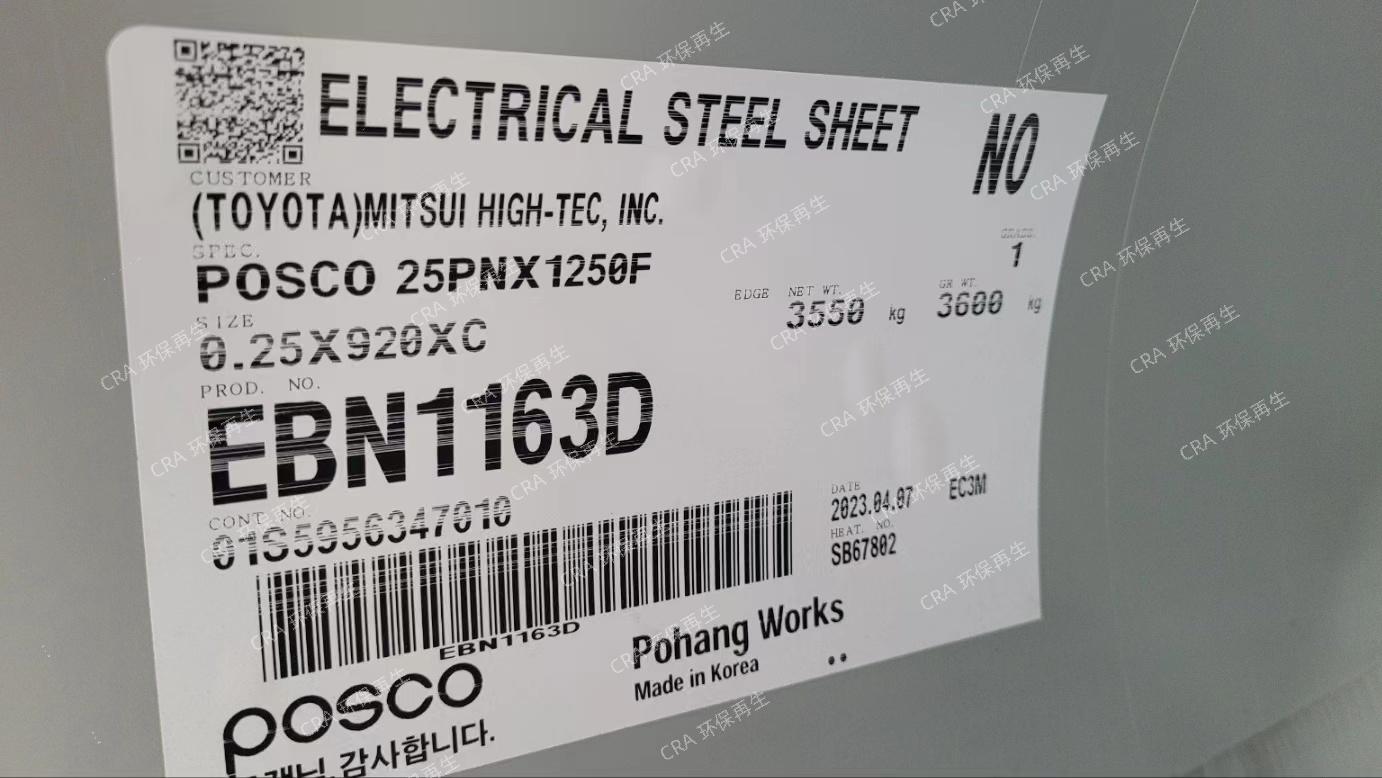 ELECTRICAL STEEL SHEET
NO
CUSTOMER
(TOYOTA)MITSUI HIGH-TEC, INC.
SPEC.
POSCO 25PNX1250F
GRADE.
1
SIZE
0.25X920XC
EDGE NET WT. GR WT.
3550 kg 3600 kg
PROD. NO.
EBN1163D
CONT NO.
01S5956347010
DATE
2023.04.07 EC3M
HEAT. NO.
SB67802
EBN1163D
Pohang Works
Made in Korea
posco
감사합니다.
CRA 环保再生